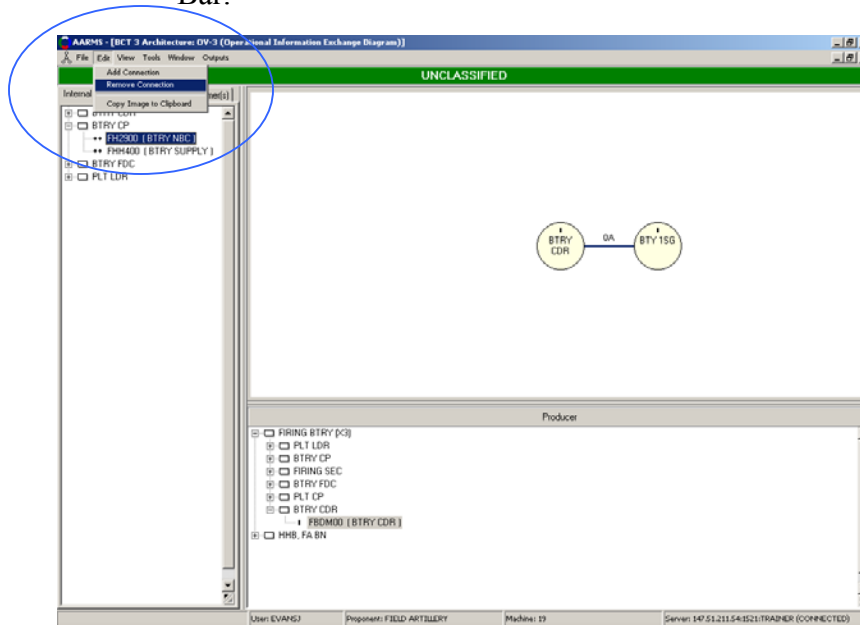 Bar.
AARMS - [BCT 3 Architecture: OV-3 (Operational Information Exchange Diagram)]
File Edit View Tools Window Outputs
Add Connection
Remove Connection
Copy Image to Clipboard
UNCLASSIFIED
Internal
BTRY CDR
BTRY CP
FH2900 ( BTRY NBC )
FHH400 ( BTRY SUPPLY )
BTRY FDC
PLT LDR
BTRY CDR
0A
BTY 1SG
Producer
FIRING BTRY (X3)
PLT LDR
BTRY CP
FIRING SEC
BTRY FDC
PLT CP
BTRY CDR
FBDM00 ( BTRY CDR )
HHB, FA BN
User: EVANSJ Proponent: FIELD ARTILLERY Machine: 19 Server: 147.51.211.54:1521:TRAINER (CONNECTED)